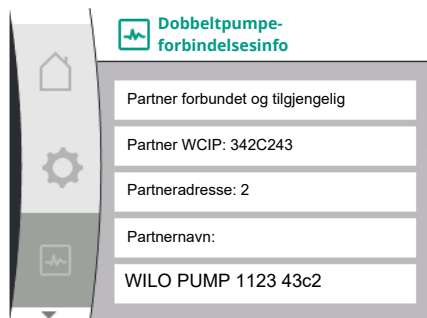 Dobbeltpumpe-
forbindelsesinfo
Partner forbundet og tilgjengelig
Partner WCIP: 342C243
Partneradresse: 2
Partnernavn:
WILO PUMP 1123 43c2